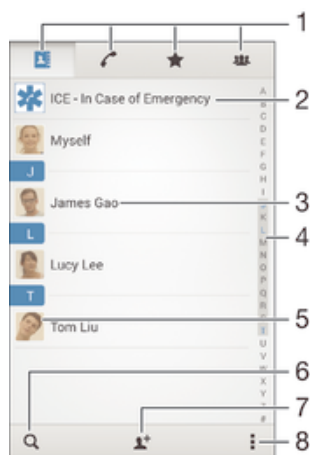 1
ICE - In Case of Emergency
2
Myself
J
James Gao
3
L
4
Lucy Lee
T
Tom Liu
5
6
7
8
A
B
C
D
E
F
G
H
I
J
K
L
M
N
O
P
Q
R
S
T
U
V
W
X
Y
Z
#